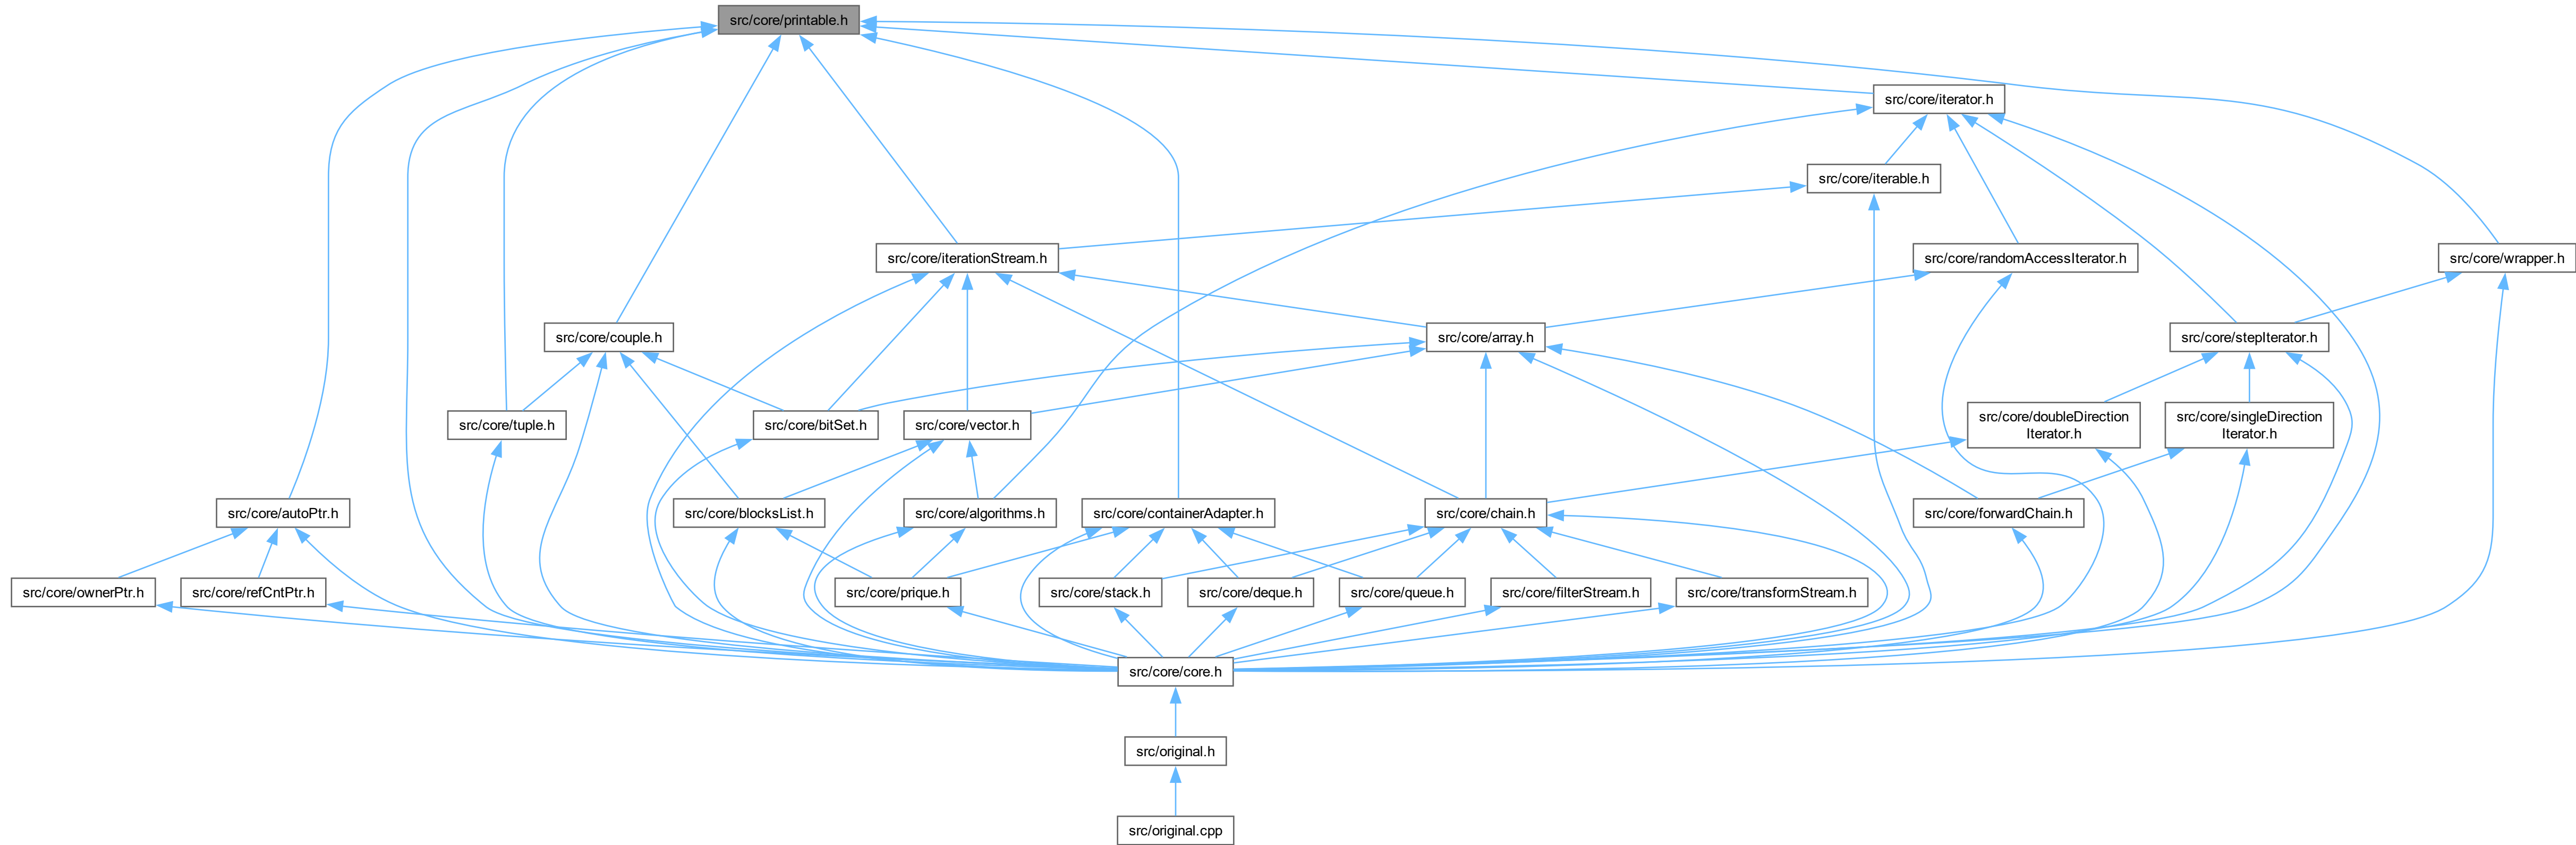 src/core/printable.h
src/core/iterator.h
src/core/iterable.h
src/core/iterationStream.h
src/core/randomAccessIterator.h
src/core/wrapper.h
src/core/couple.h
src/core/array.h
src/core/stepIterator.h
src/core/tuple.h
src/core/bitSet.h
src/core/vector.h
src/core/doubleDirection
Iterator.h
src/core/singleDirection
Iterator.h
src/core/autoPtr.h
src/core/blocksList.h
src/core/algorithms.h
src/core/containerAdapter.h
src/core/chain.h
src/core/forwardChain.h
src/core/ownerPtr.h
src/core/refCntPtr.h
src/core/prique.h
src/core/stack.h
src/core/deque.h
src/core/queue.h
src/core/filterStream.h
src/core/transformStream.h
src/core/core.h
src/original.h
src/original.cpp